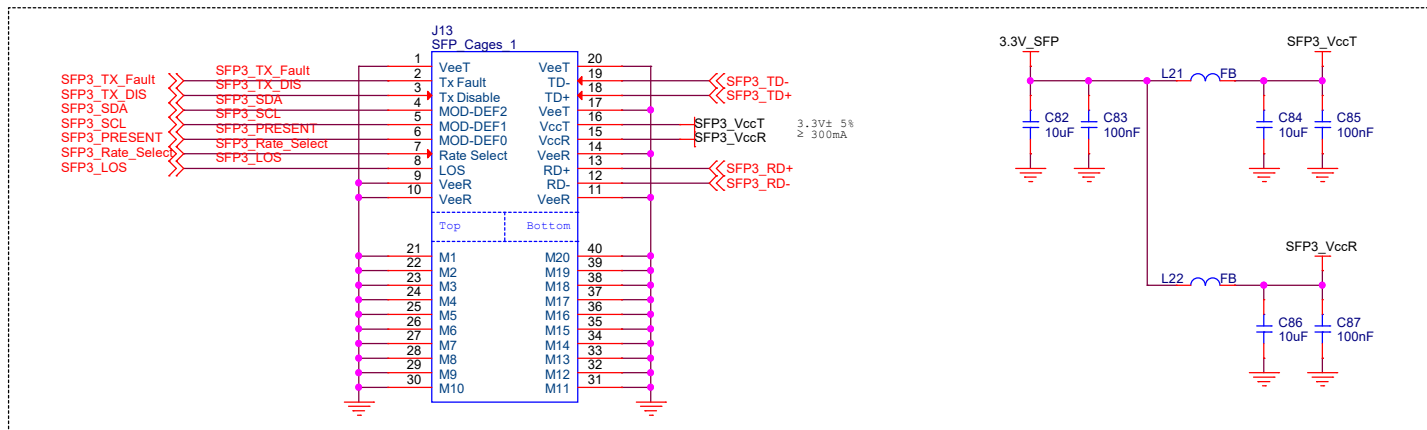 J13
SFP_Cages_1
SFP3_TX_Fault
SFP3_TX_DIS
SFP3_SDA
SFP3_SCL
SFP3_PRESENT
SFP3_Rate_Select
SFP3_LOS
SFP3_TX_Fault
SFP3_TX_DIS
SFP3_SDA
SFP3_SCL
SFP3_PRESENT
SFP3_Rate_Select
SFP3_LOS
1 VeeT VeeT 20
2 Tx Fault TD- 19
3 Tx Disable TD+ 18
4 MOD-DEF2 VeeT 17
5 MOD-DEF1 VccT 16
6 MOD-DEF0 VccR 15
7 Rate Select VeeR 14
8 LOS RD+ 13
9 VeeR RD- 12
10 VeeR VeeR 11
Top Bottom
21 M1 M20 40
22 M2 M19 39
23 M3 M18 38
24 M4 M17 37
25 M5 M16 36
26 M6 M15 35
27 M7 M14 34
28 M8 M13 33
29 M9 M12 32
30 M10 M11 31
SFP3_TD-
SFP3_TD+
SFP3_VccT
SFP3_VccR
3.3V± 5%
≥ 300mA
SFP3_RD+
SFP3_RD-
3.3V_SFP
SFP3_VccT
L21 FB
C82
10uF
C83
100nF
C84
10uF
C85
100nF
SFP3_VccR
L22 FB
C86
10uF
C87
100nF